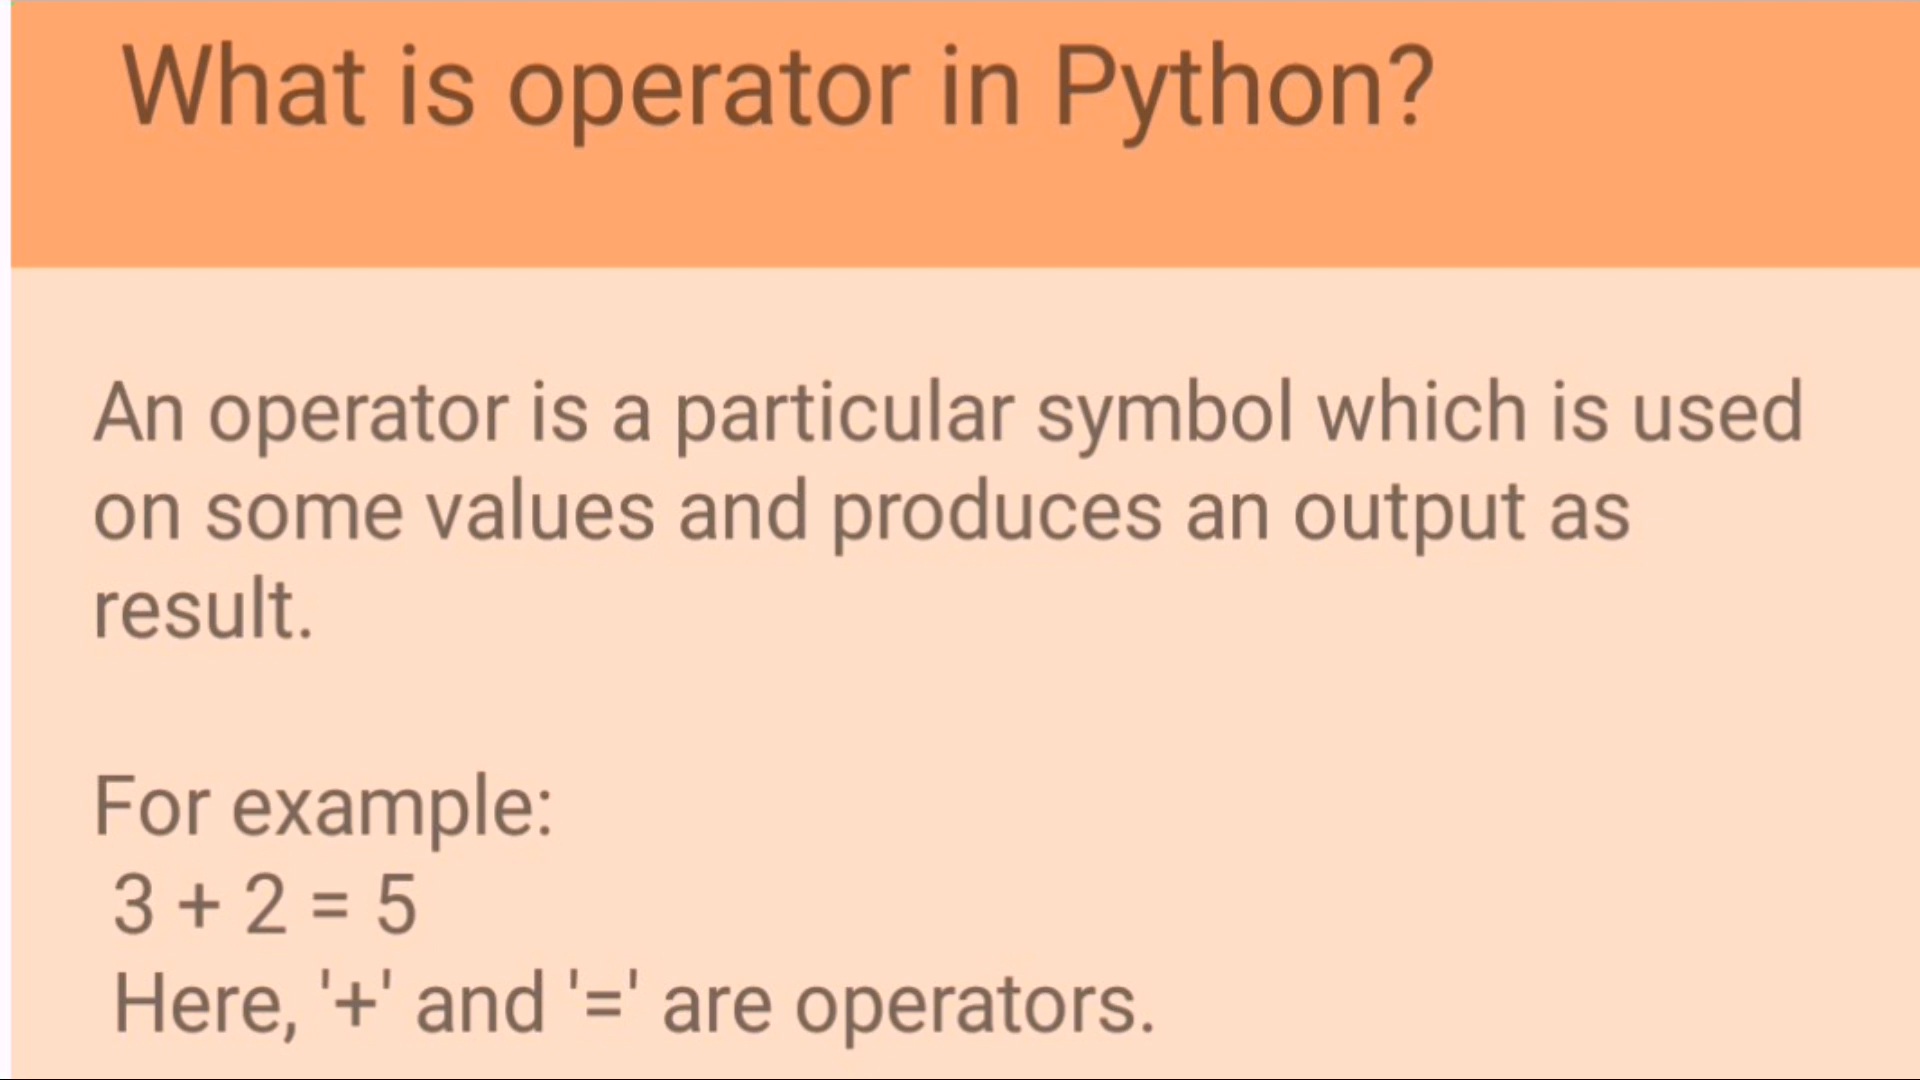 What is operator in Python?
An operator is a particular symbol which is used
on some values and produces an output as
result.
For example:
3 + 2 = 5
Here, '+' and '=' are operators.